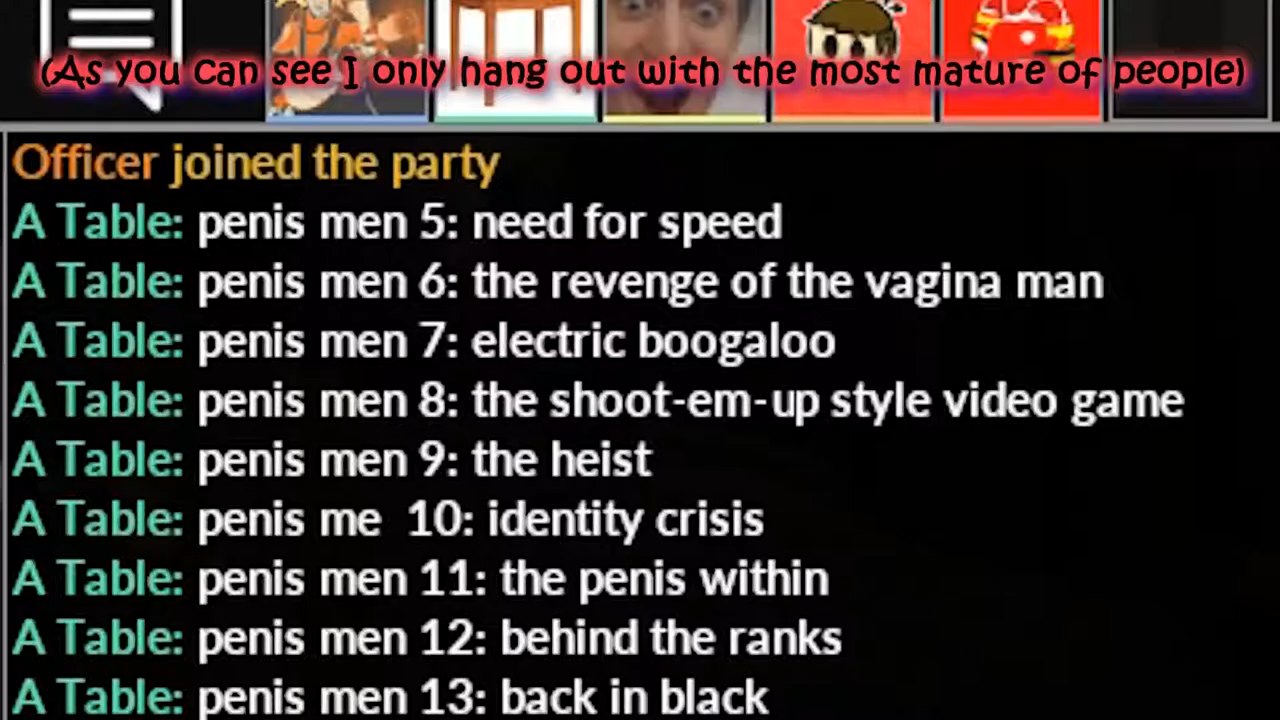 (As you can see I only hang out with the most mature of people)
Officer joined the party
A Table: penis men 5: need for speed
A Table: penis men 6: the revenge of the vagina man
A Table: penis men 7: electric boogaloo
A Table: penis men 8: the shoot-em-up style video game
A Table: penis men 9: the heist
A Table: penis me  10: identity crisis
A Table: penis men 11: the penis within
A Table: penis men 12: behind the ranks
A Table: penis men 13: back in black